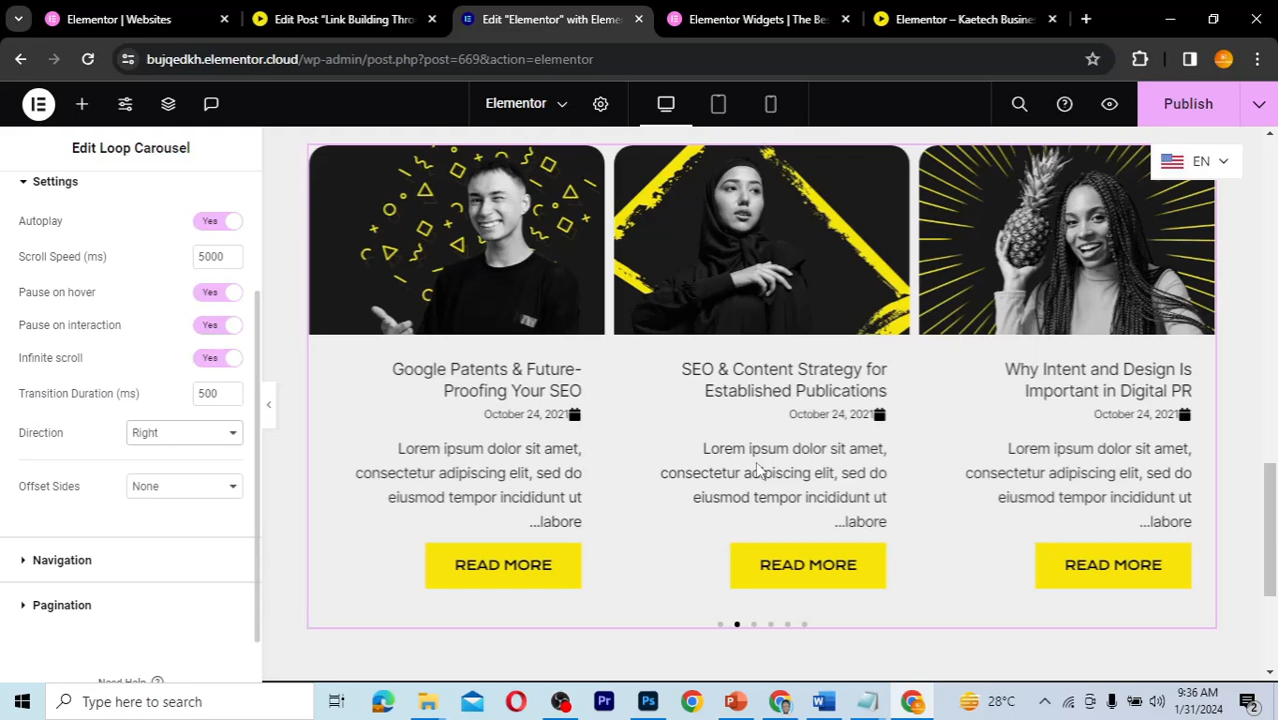 Elementor | Websites
Edit Post "Link Building Thro
Edit "Elementor" with Eleme
Elementor Widgets | The Bes
Elementor – Kaetech Busine
bujqedkh.elementor.cloud/wp-admin/post.php?post=669&action=elementor
Elementor
Publish
Edit Loop Carousel
EN
Settings
Autoplay Yes
Scroll Speed (ms) 5000
Pause on hover Yes
Pause on interaction Yes
Infinite scroll Yes
Transition Duration (ms) 500
Direction Right
Offset Sides None
Navigation
Pagination
Need Help
Google Patents & Future-
Proofing Your SEO
October 24, 2021
Lorem ipsum dolor sit amet,
consectetur adipiscing elit, sed do
eiusmod tempor incididunt ut
...labore
READ MORE
SEO & Content Strategy for
Established Publications
October 24, 2021
Lorem ipsum dolor sit amet,
consectetur adipiscing elit, sed do
eiusmod tempor incididunt ut
...labore
READ MORE
Why Intent and Design Is
Important in Digital PR
October 24, 2021
Lorem ipsum dolor sit amet,
consectetur adipiscing elit, sed do
eiusmod tempor incididunt ut
...labore
READ MORE
Type here to search
Pr
Ps
28°C
9:36 AM
1/31/2024
2